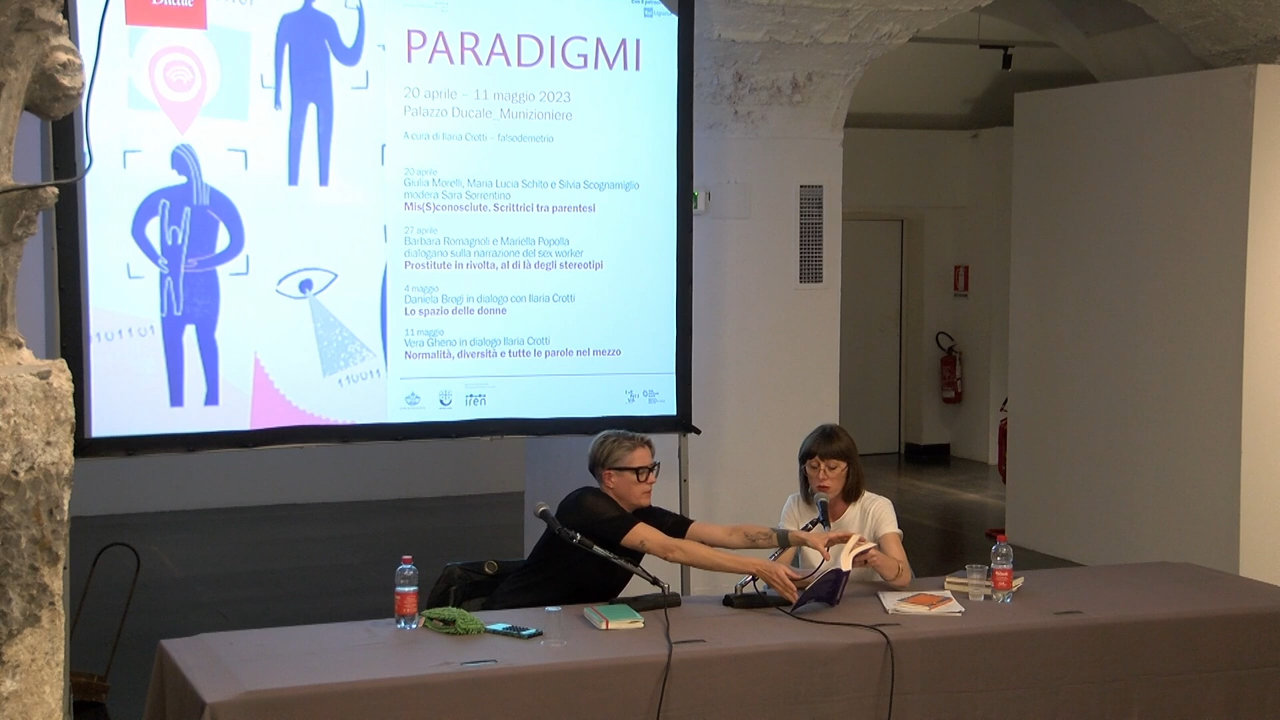 Ducale
PARADIGMI
20 aprile – 11 maggio 2023
Palazzo Ducale_Munizioniere
A cura di Ilaria Crotti – falsodemetrio
20 aprile
Giulia Morelli, Maria Lucia Schito e Silvia Scognamiglio
modera Sara Sorrentino
Mis(S)conosciute. Scrittrici tra parentesi
27 aprile
Barbara Romagnoli e Mariella Popolla
dialogano sulla narrazione del sex worker
Prostitute in rivolta, al di là degli stereotipi
4 maggio
Daniela Brogi in dialogo con Ilaria Crotti
Lo spazio delle donne
11 maggio
Vera Gheno in dialogo Ilaria Crotti
Normalità, diversità e tutte le parole nel mezzo
110110
110011
iren